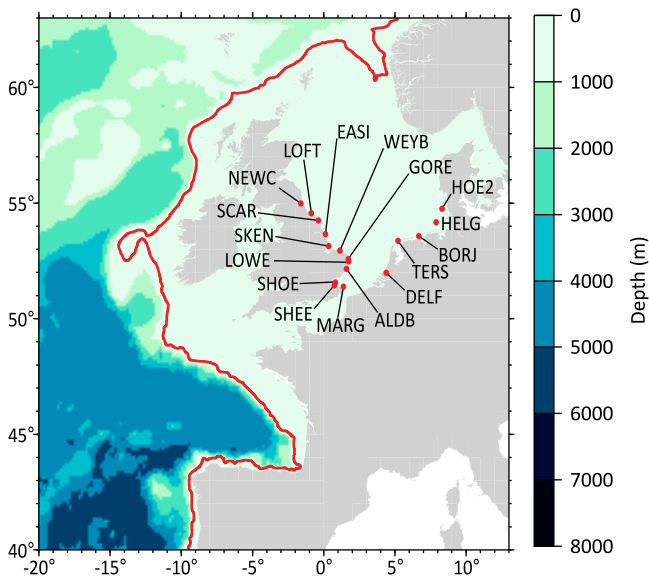 0
1000
2000
3000
4000
5000
6000
7000
8000
Depth (m)
60°
55°
50°
45°
40°
-20°
-15°
-10°
-5°
0°
5°
10°
EASI
WEYB
LOFT
GORE
NEWC
HOE2
SCAR
HELG
SKEN
BORJ
LOWE
TERS
SHOE
DELF
SHEE
MARG
ALDB